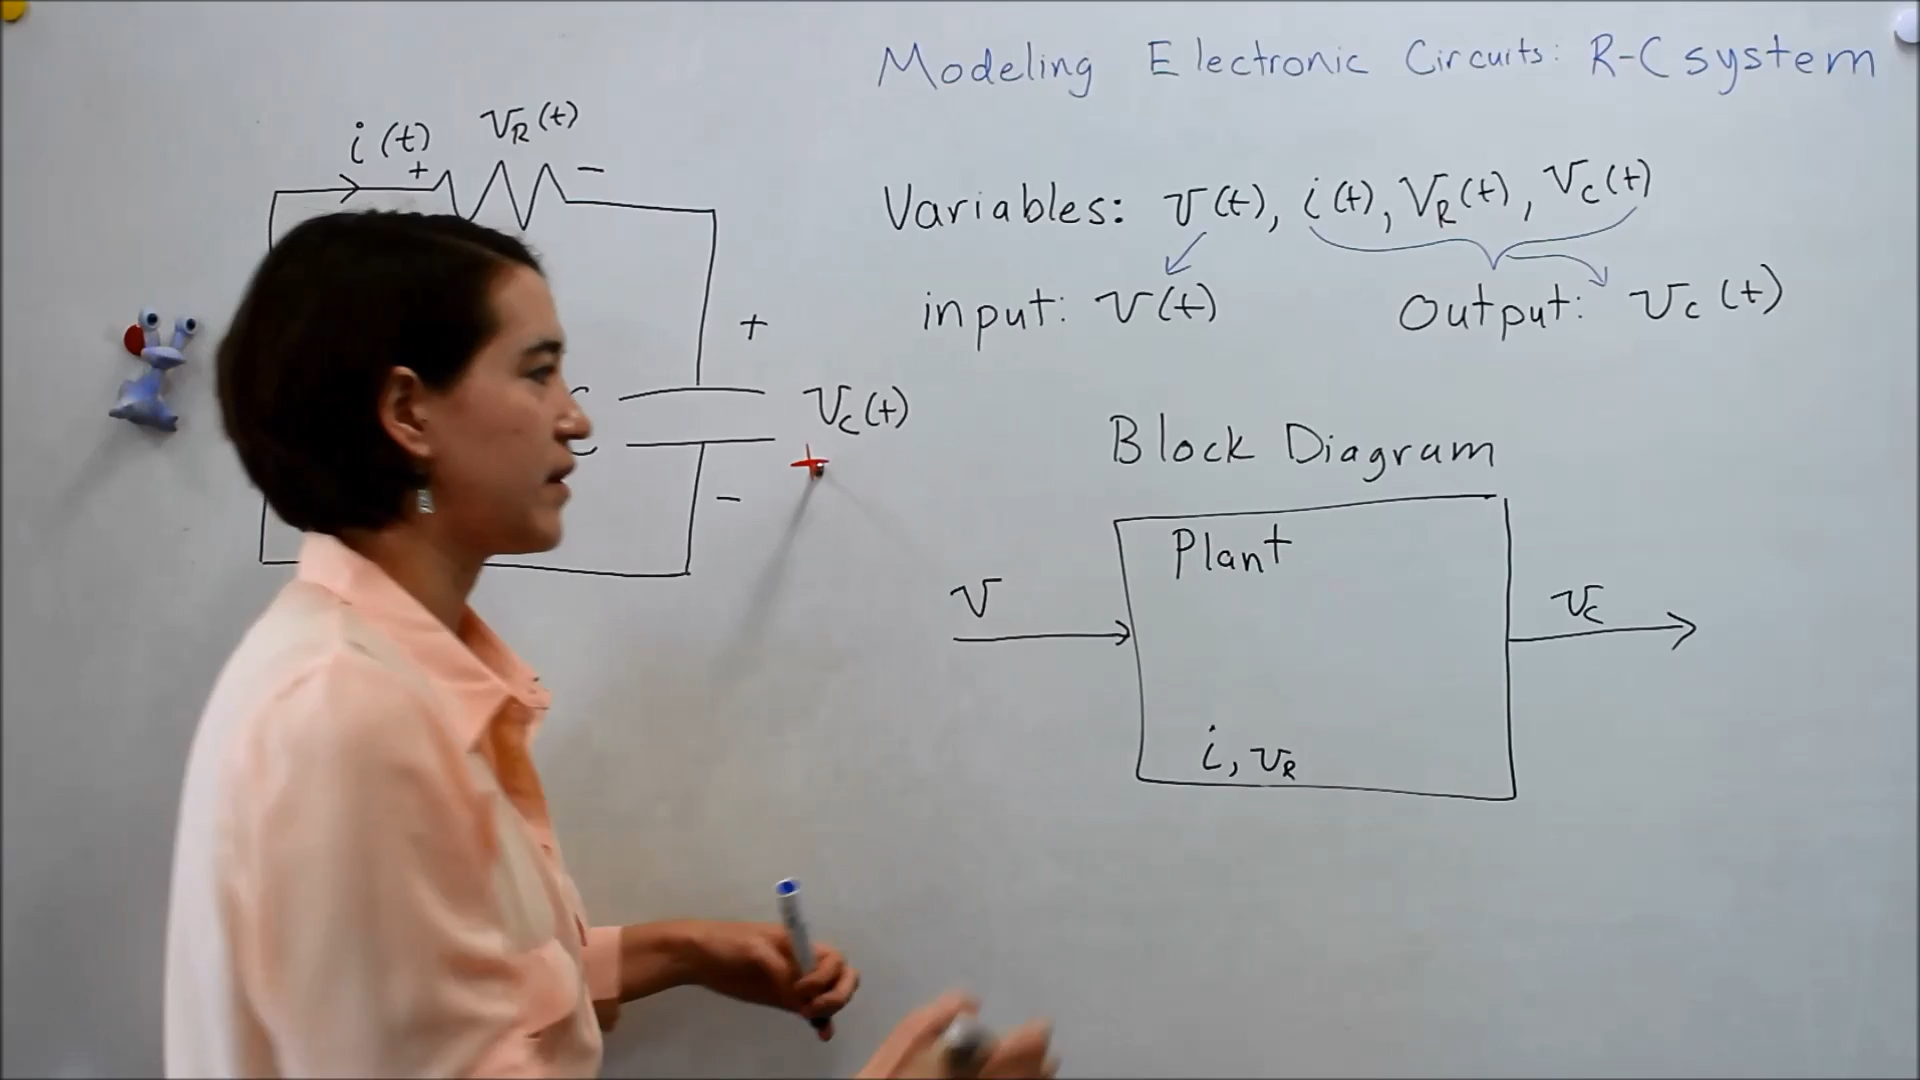 Modeling Electronic Circuits: R-C system
i(t) + V_R(t) −
Variables: v(t), i(t), V_R(t), V_C(t)
input: v(t) Output: v_C(t)
+
V_C(t)
−
Block Diagram
Plant
v
v_C
i, v_R